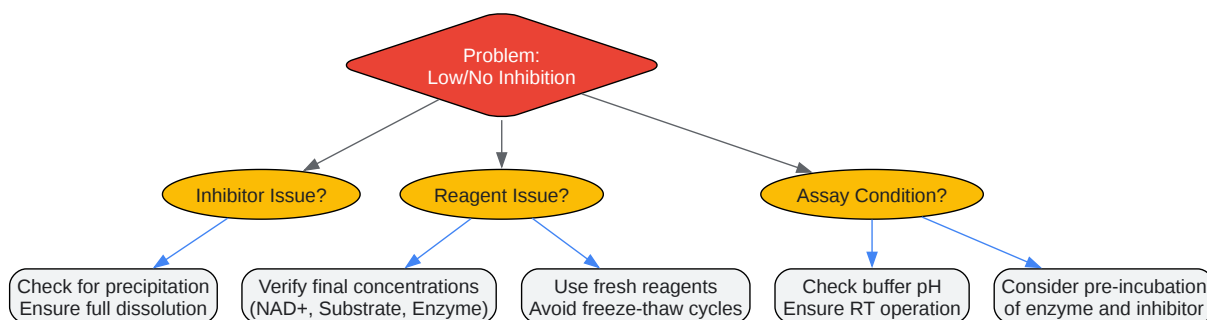 Problem:
Low/No Inhibition
Inhibitor Issue?
Reagent Issue?
Assay Condition?
Check for precipitation
Ensure full dissolution
Verify final concentrations
(NAD+, Substrate, Enzyme)
Use fresh reagents
Avoid freeze-thaw cycles
Check buffer pH
Ensure RT operation
Consider pre-incubation
of enzyme and inhibitor